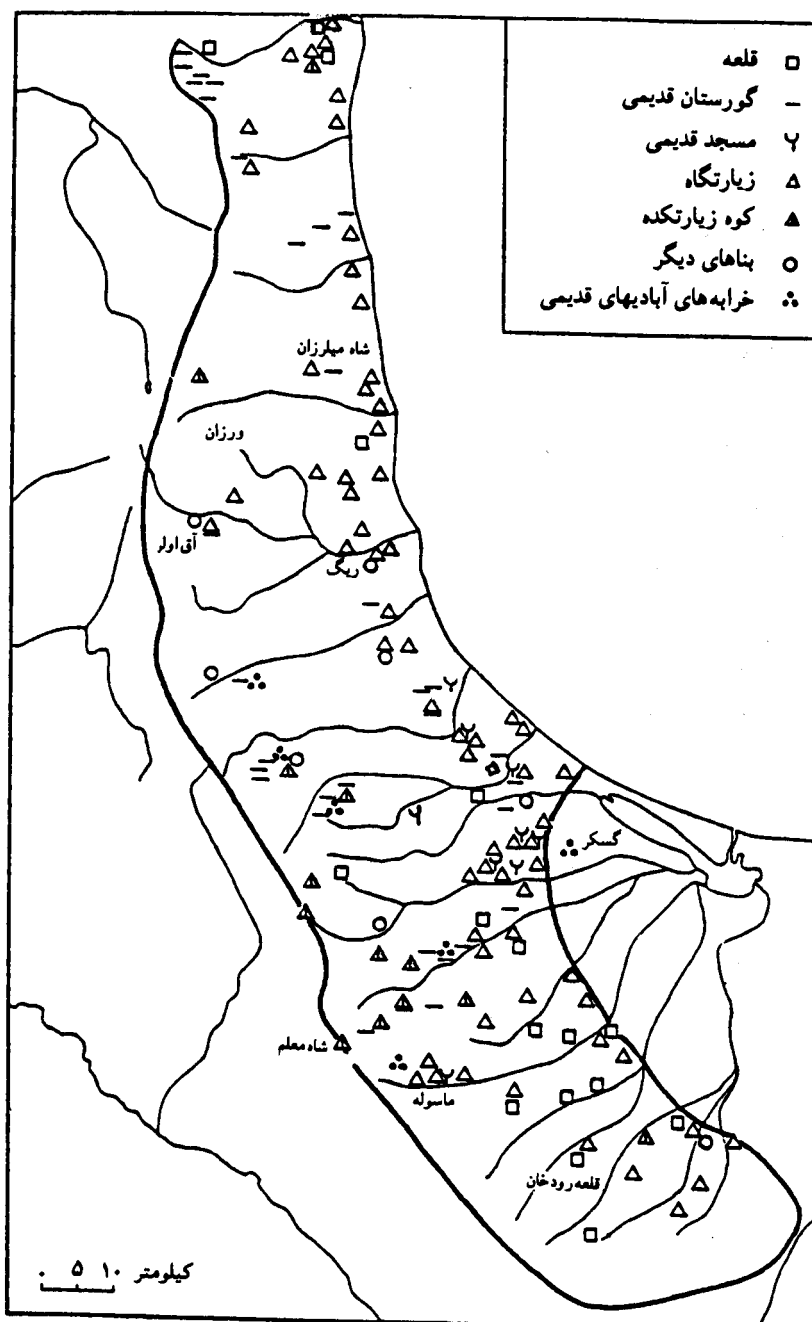 قلعه
گورستان قدیمی
مسجد قدیمی
زیارتگاه
کوه زیارتکده
بناهای دیگر
خرابه‌های آبادیهای قدیمی
شاه میلرزان
ورزان
آق اولر
ریگ
گسکر
شاه معلم
ماسوله
قلعه رودخان
۰ ۵ ۱۰ کیلومتر